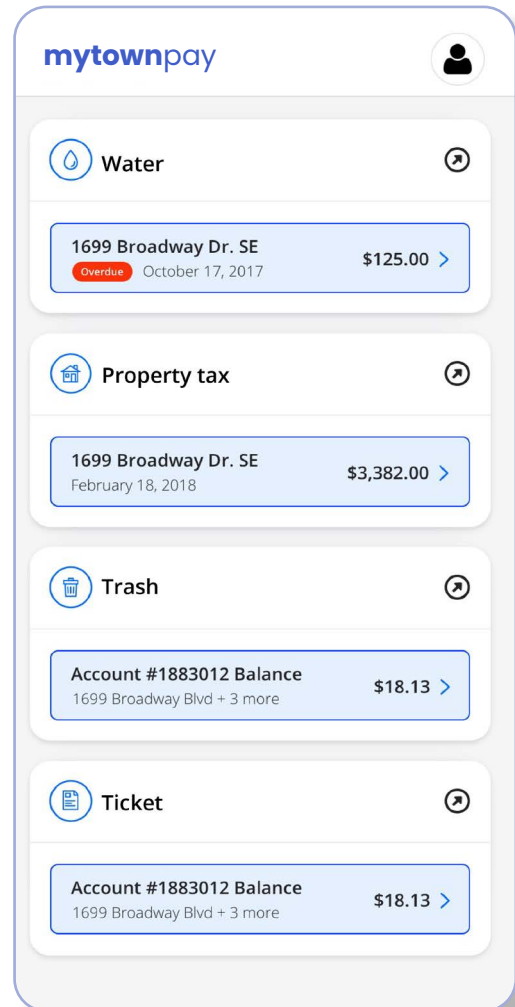 mytownpay
Water
1699 Broadway Dr. SE
Overdue October 17, 2017
$125.00
Property tax
1699 Broadway Dr. SE
February 18, 2018
$3,382.00
Trash
Account #1883012 Balance
1699 Broadway Blvd + 3 more
$18.13
Ticket
Account #1883012 Balance
1699 Broadway Blvd + 3 more
$18.13